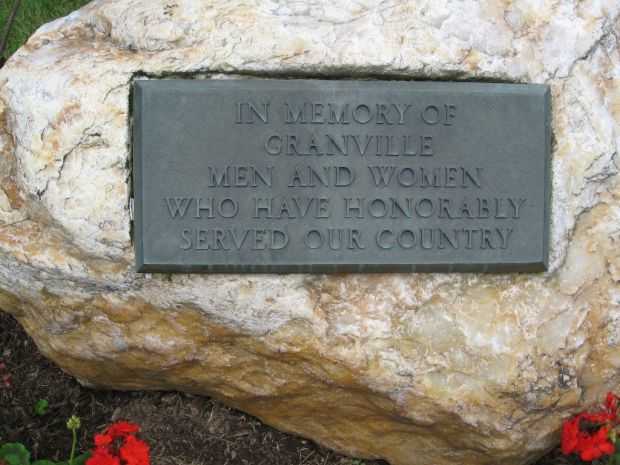 IN MEMORY OF
GRANVILLE
MEN AND WOMEN
WHO HAVE HONORABLY
SERVED OUR COUNTRY